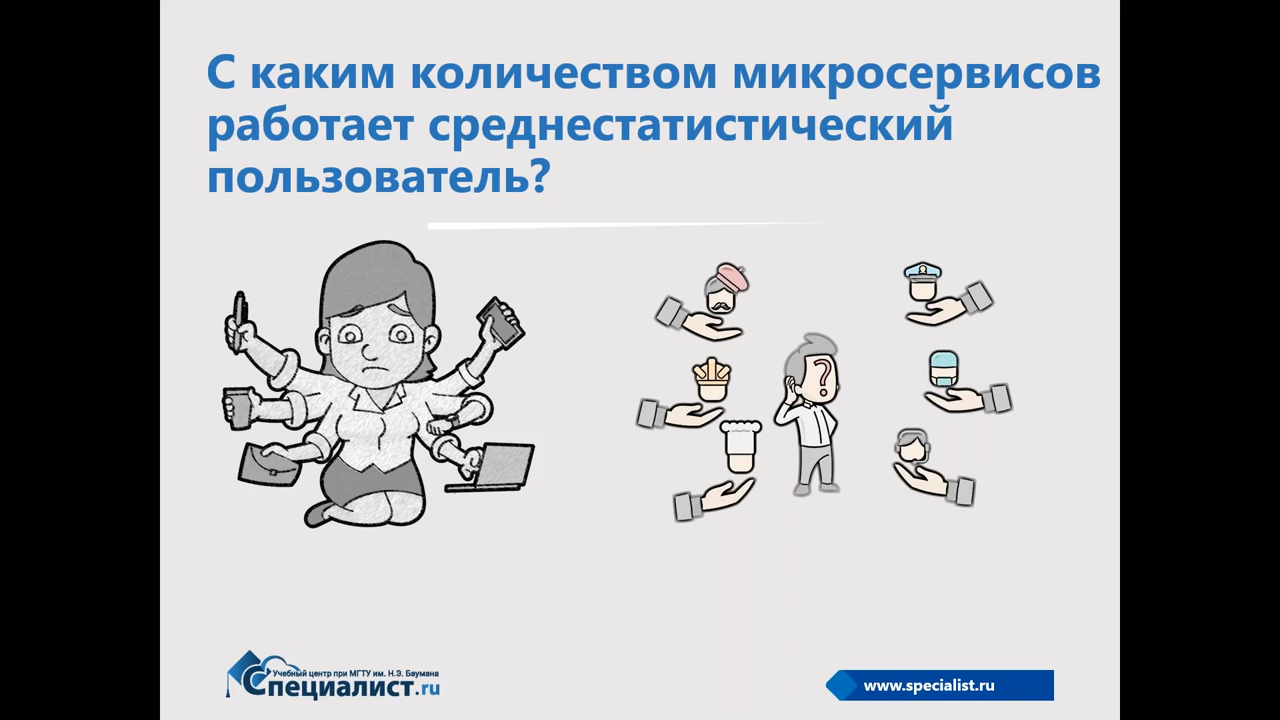 С каким количеством микросервисов
работает среднестатистический
пользователь?
?
Учебный центр при МГТУ им. Н.Э. Баумана
Специалист.ru
www.specialist.ru